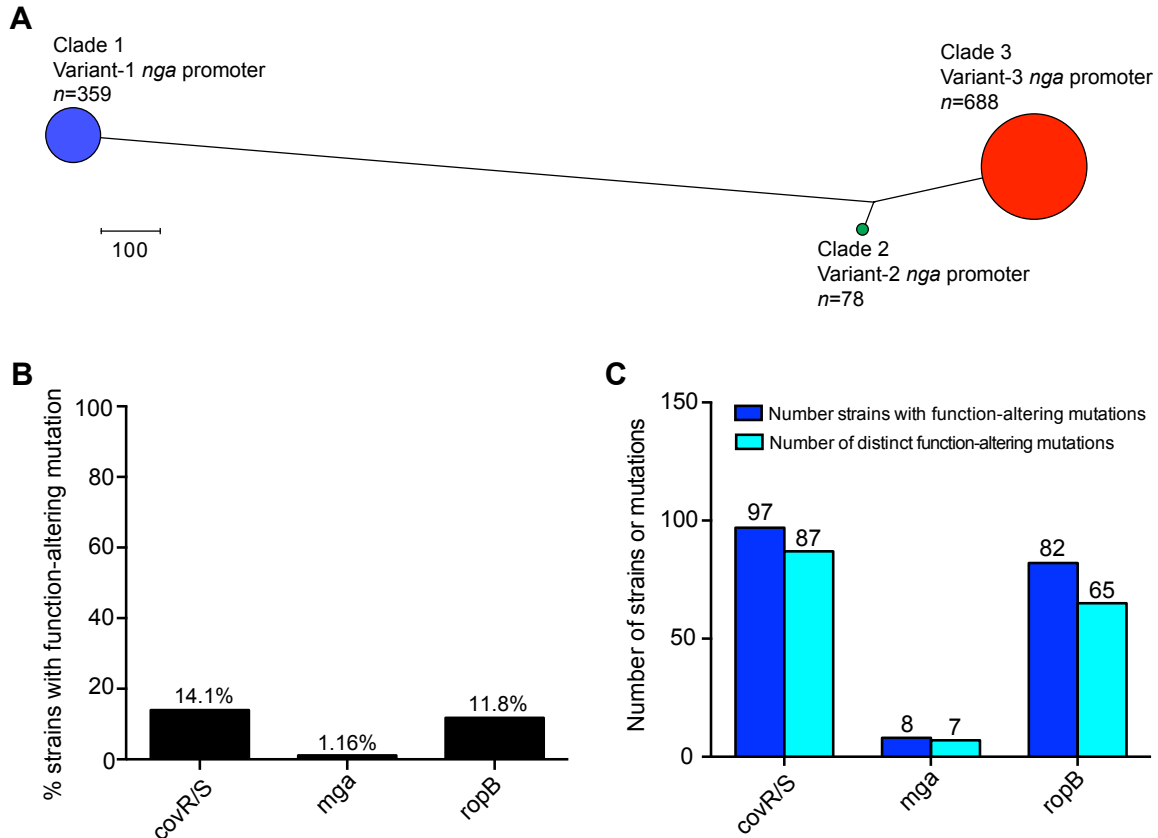 A
Clade 1
Variant-1 nga promoter
n=359
Clade 3
Variant-3 nga promoter
n=688
100
Clade 2
Variant-2 nga promoter
n=78
B
% strains with function-altering mutation
100
80
60
40
20
0
14.1%
1.16%
11.8%
covR/S
mga
ropB
C
Number of strains or mutations
150
100
50
0
Number strains with function-altering mutations
Number of distinct function-altering mutations
97
87
8
7
82
65
covR/S
mga
ropB